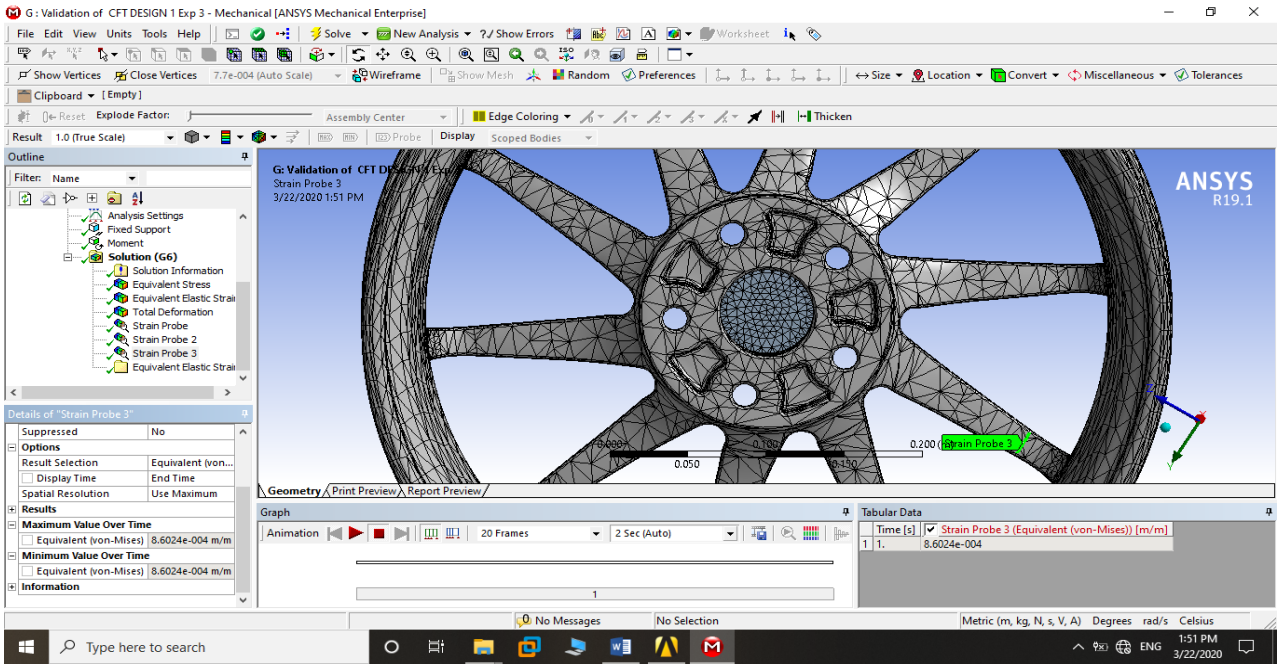 G : Validation of  CFT DESIGN 1 Exp 3 - Mechanical [ANSYS Mechanical Enterprise]
File Edit View Units Tools Help Solve New Analysis ?/ Show Errors Worksheet
Show Vertices Close Vertices 7.7e-004 (Auto Scale) Wireframe Show Mesh Random Preferences Size Location Convert Miscellaneous Tolerances
Clipboard [ Empty ]
Reset Explode Factor: Assembly Center Edge Coloring Thicken
Result 1.0 (True Scale) MAX MIN 123 Probe Display Scoped Bodies
Outline
Filter: Name
Analysis Settings
Fixed Support
Moment
Solution (G6)
Solution Information
Equivalent Stress
Equivalent Elastic Strain
Total Deformation
Strain Probe
Strain Probe 2
Strain Probe 3
Equivalent Elastic Strain
G: Validation of CFT DESIGN 1 Exp
Strain Probe 3
3/22/2020 1:51 PM
ANSYS
R19.1
Strain Probe 3
0.000 0.100 0.200 (
0.050 0.150
Geometry Print Preview Report Preview
Details of "Strain Probe 3"
Suppressed No
Options
Result Selection Equivalent (von...
Display Time End Time
Spatial Resolution Use Maximum
Results
Maximum Value Over Time
Equivalent (von-Mises) 8.6024e-004 m/m
Minimum Value Over Time
Equivalent (von-Mises) 8.6024e-004 m/m
Information
Graph
Animation 20 Frames 2 Sec (Auto)
1
Tabular Data
Time [s] Strain Probe 3 (Equivalent (von-Mises)) [m/m]
1 1. 8.6024e-004
No Messages No Selection Metric (m, kg, N, s, V, A) Degrees rad/s Celsius
Type here to search
ENG
1:51 PM
3/22/2020